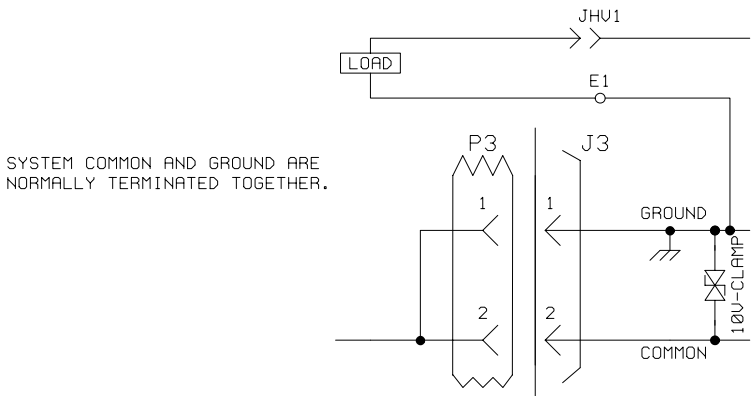 JHV1
LOAD
E1
P3
J3
SYSTEM COMMON AND GROUND ARE
NORMALLY TERMINATED TOGETHER.
1
1
GROUND
10V-CLAMP
2
2
COMMON